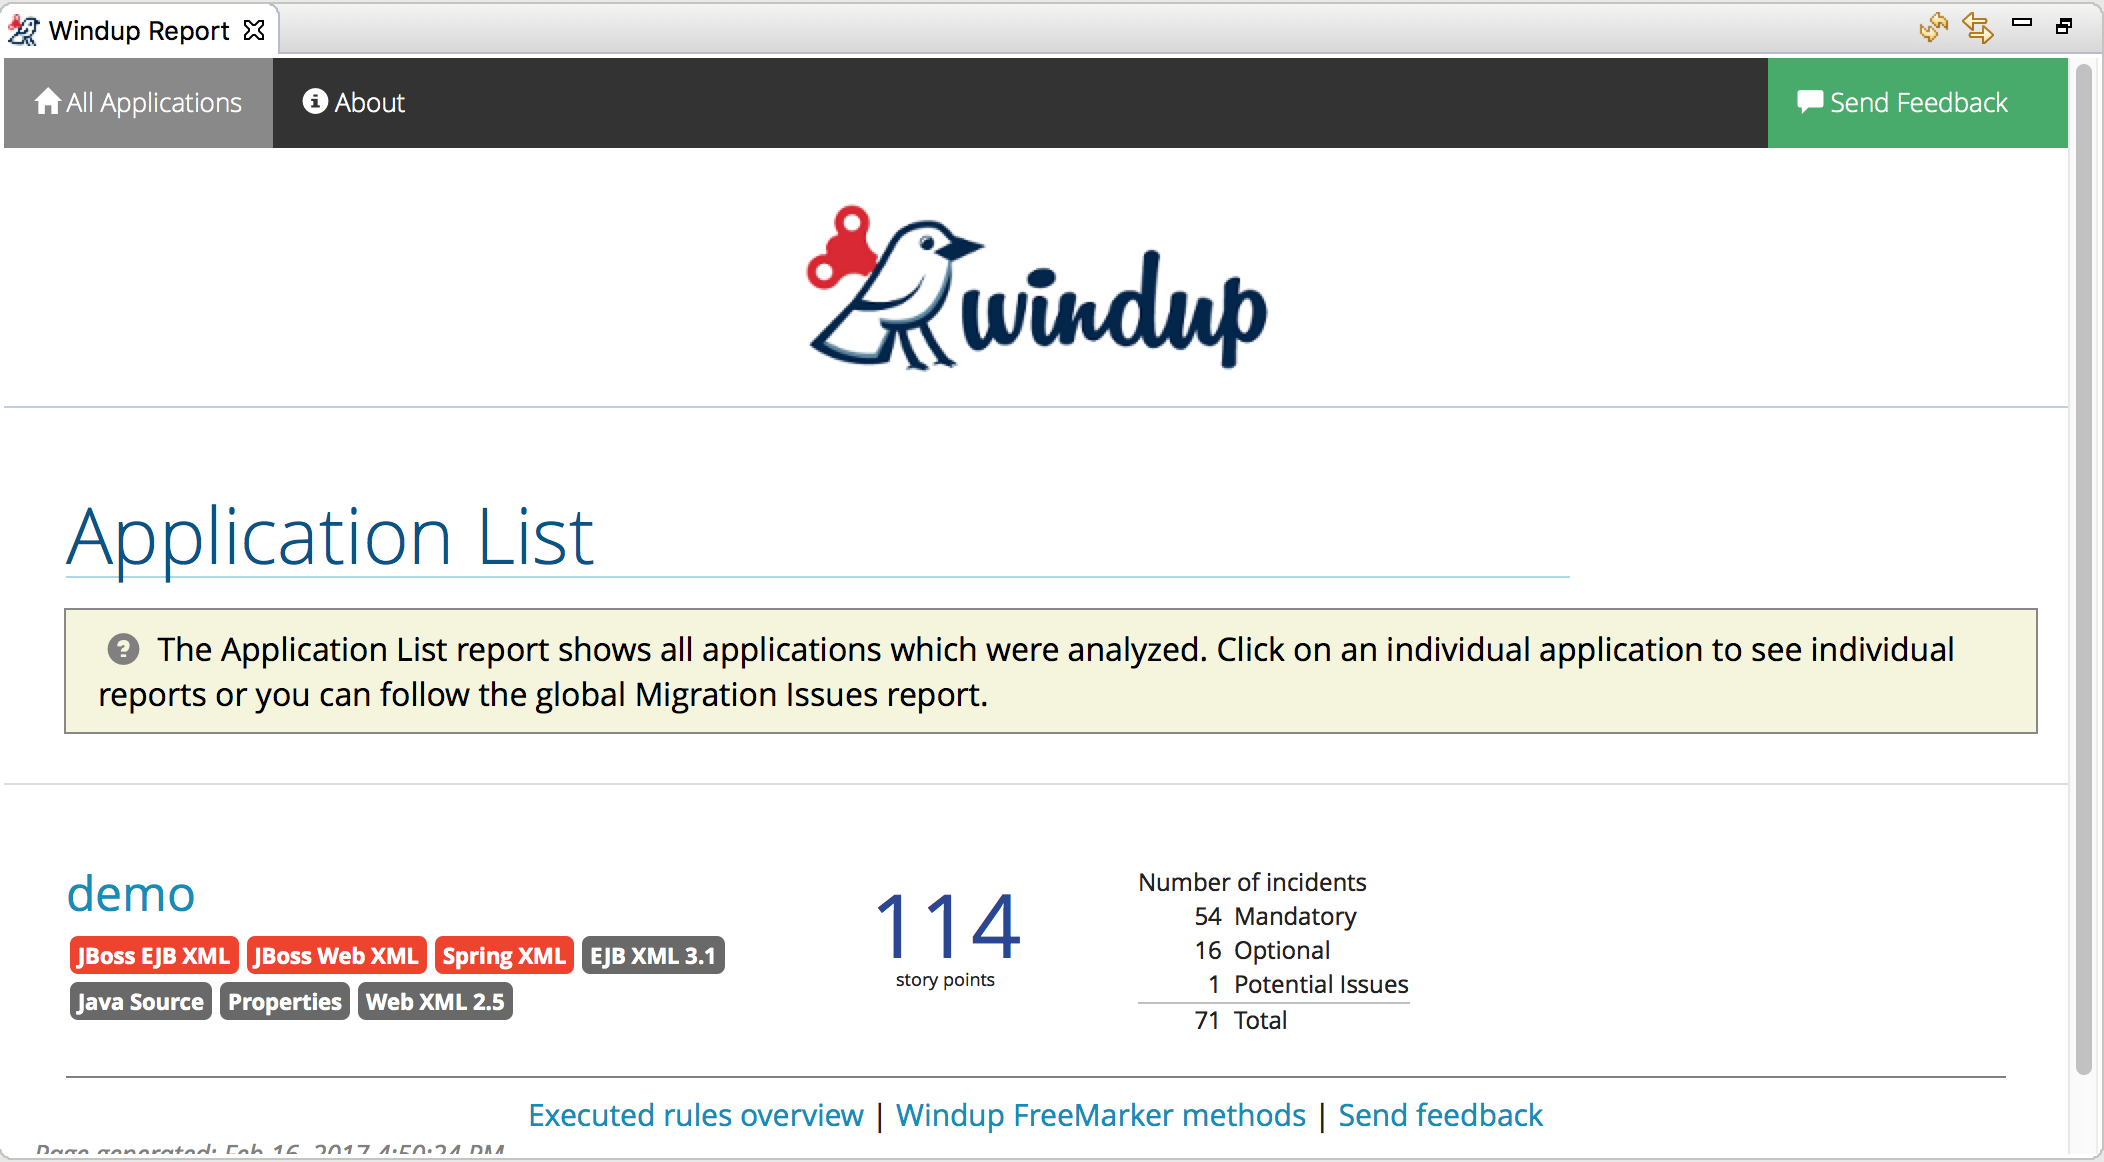 Windup Report
All Applications
About
Send Feedback
windup
Application List
The Application List report shows all applications which were analyzed. Click on an individual application to see individual
reports or you can follow the global Migration Issues report.
demo
JBoss EJB XML JBoss Web XML Spring XML EJB XML 3.1
Java Source Properties Web XML 2.5
114
story points
Number of incidents
54 Mandatory
16 Optional
1 Potential Issues
71 Total
Executed rules overview | Windup FreeMarker methods | Send feedback
Page generated: Feb 16, 2017 4:50:24 PM